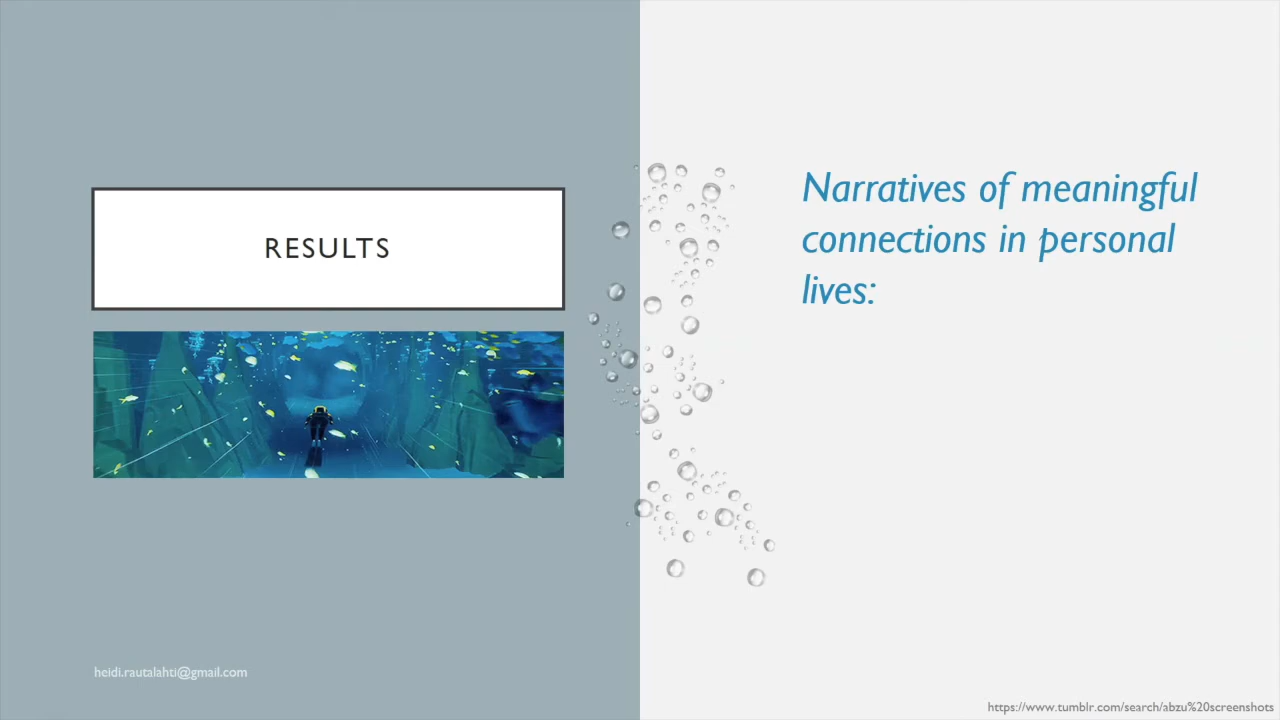 RESULTS
Narratives of meaningful
connections in personal
lives:
heidi.rautalahti@gmail.com
https://www.tumblr.com/search/abzu%20screenshots